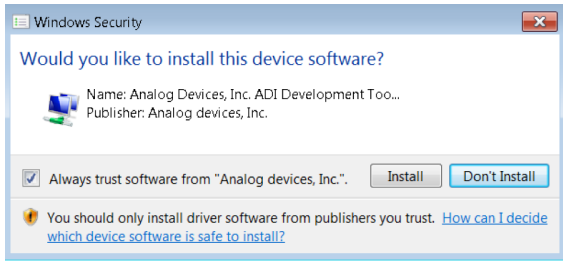 Windows Security
Would you like to install this device software?
Name: Analog Devices, Inc. ADI Development Too...
Publisher: Analog devices, Inc.
Always trust software from "Analog devices, Inc.".
Install
Don't Install
You should only install driver software from publishers you trust. How can I decide
which device software is safe to install?